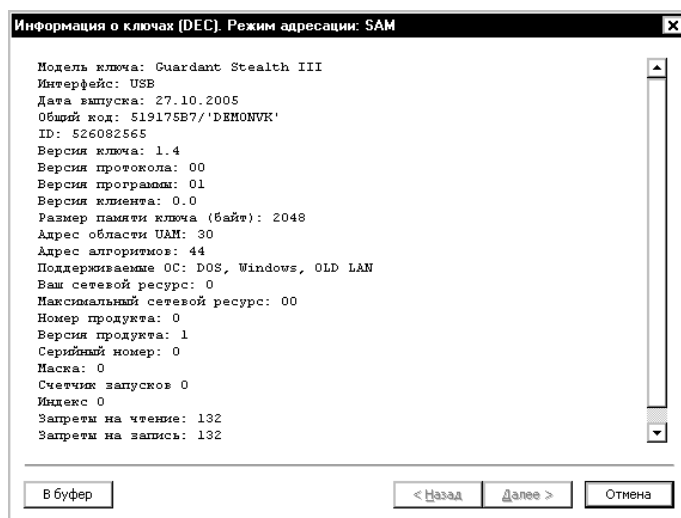 Информация о ключах (DEC). Режим адресации: SAM
Модель ключа: Guardant Stealth III
Интерфейс: USB
Дата выпуска: 27.10.2005
Общий код: 519175B7/'DEMONVK'
ID: 526082565
Версия ключа: 1.4
Версия протокола: 00
Версия программы: 01
Версия клиента: 0.0
Размер памяти ключа (байт): 2048
Адрес области UAM: 30
Адрес алгоритмов: 44
Поддерживаемые ОС: DOS, Windows, OLD LAN
Ваш сетевой ресурс: 0
Максимальный сетевой ресурс: 00
Номер продукта: 0
Версия продукта: 1
Серийный номер: 0
Маска: 0
Счетчик запусков 0
Индекс 0
Запреты на чтение: 132
Запреты на запись: 132
В буфер < Назад Далее > Отмена